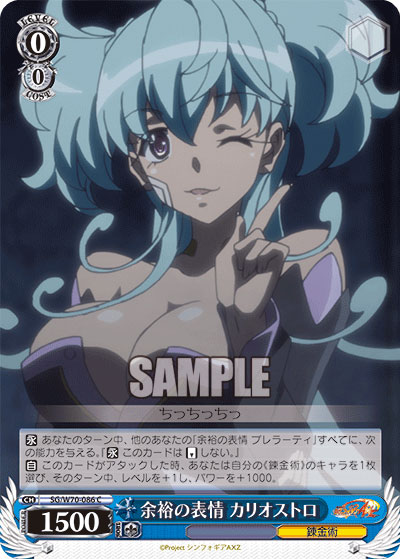 LEVEL
0
0
COST
SAMPLE
ちっちっちっ
永 あなたのターン中、他のあなたの「余裕の表情 プレラーティ」すべてに、次
の能力を与える。『永 このカードは しない。』
自 このカードがアタックした時、あなたは自分の《錬金術》のキャラを1枚
選び、そのターン中、レベルを+1し、パワーを+1000。
CH SG/W70-086 C
1500
余裕の表情 カリオストロ
錬金術
©Project シンフォギアAXZ